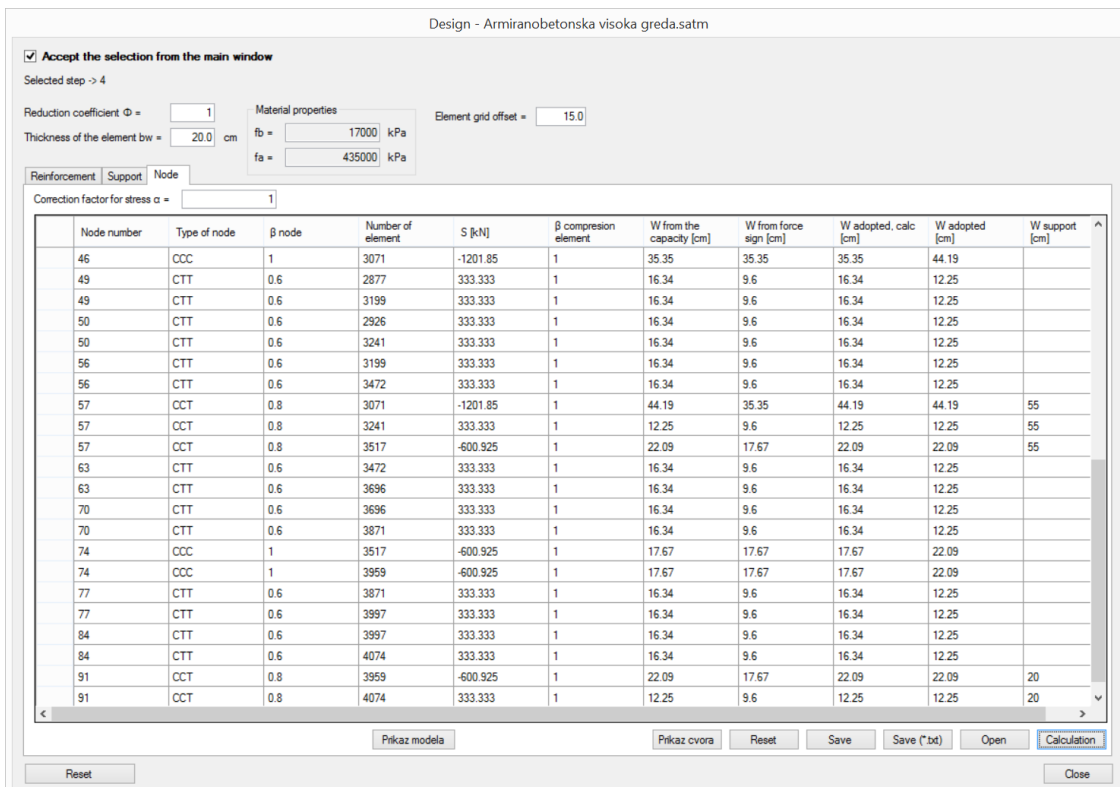 Design - Armiranobetonska visoka greda.satm
Accept the selection from the main window
Selected step -> 4
Reduction coefficient Φ = 1
Material properties
Element grid offset = 15.0
Thickness of the element bw = 20.0 cm
fb = 17000 kPa
fa = 435000 kPa
Reinforcement Support Node
Correction factor for stress α = 1
Node number Type of node β node Number of element S [kN] β compresion element W from the capacity [cm] W from force sign [cm] W adopted, calc [cm] W adopted [cm] W support [cm]
46 CCC 1 3071 -1201.85 1 35.35 35.35 35.35 44.19
49 CTT 0.6 2877 333.333 1 16.34 9.6 16.34 12.25
49 CTT 0.6 3199 333.333 1 16.34 9.6 16.34 12.25
50 CTT 0.6 2926 333.333 1 16.34 9.6 16.34 12.25
50 CTT 0.6 3241 333.333 1 16.34 9.6 16.34 12.25
56 CTT 0.6 3199 333.333 1 16.34 9.6 16.34 12.25
56 CTT 0.6 3472 333.333 1 16.34 9.6 16.34 12.25
57 CCT 0.8 3071 -1201.85 1 44.19 35.35 44.19 44.19 55
57 CCT 0.8 3241 333.333 1 12.25 9.6 12.25 12.25 55
57 CCT 0.8 3517 -600.925 1 22.09 17.67 22.09 22.09 55
63 CTT 0.6 3472 333.333 1 16.34 9.6 16.34 12.25
63 CTT 0.6 3696 333.333 1 16.34 9.6 16.34 12.25
70 CTT 0.6 3696 333.333 1 16.34 9.6 16.34 12.25
70 CTT 0.6 3871 333.333 1 16.34 9.6 16.34 12.25
74 CCC 1 3517 -600.925 1 17.67 17.67 17.67 22.09
74 CCC 1 3959 -600.925 1 17.67 17.67 17.67 22.09
77 CTT 0.6 3871 333.333 1 16.34 9.6 16.34 12.25
77 CTT 0.6 3997 333.333 1 16.34 9.6 16.34 12.25
84 CTT 0.6 3997 333.333 1 16.34 9.6 16.34 12.25
84 CTT 0.6 4074 333.333 1 16.34 9.6 16.34 12.25
91 CCT 0.8 3959 -600.925 1 22.09 17.67 22.09 22.09 20
91 CCT 0.8 4074 333.333 1 12.25 9.6 12.25 12.25 20
Prikaz modela Prikaz cvora Reset Save Save (*.txt) Open Calculation
Reset Close